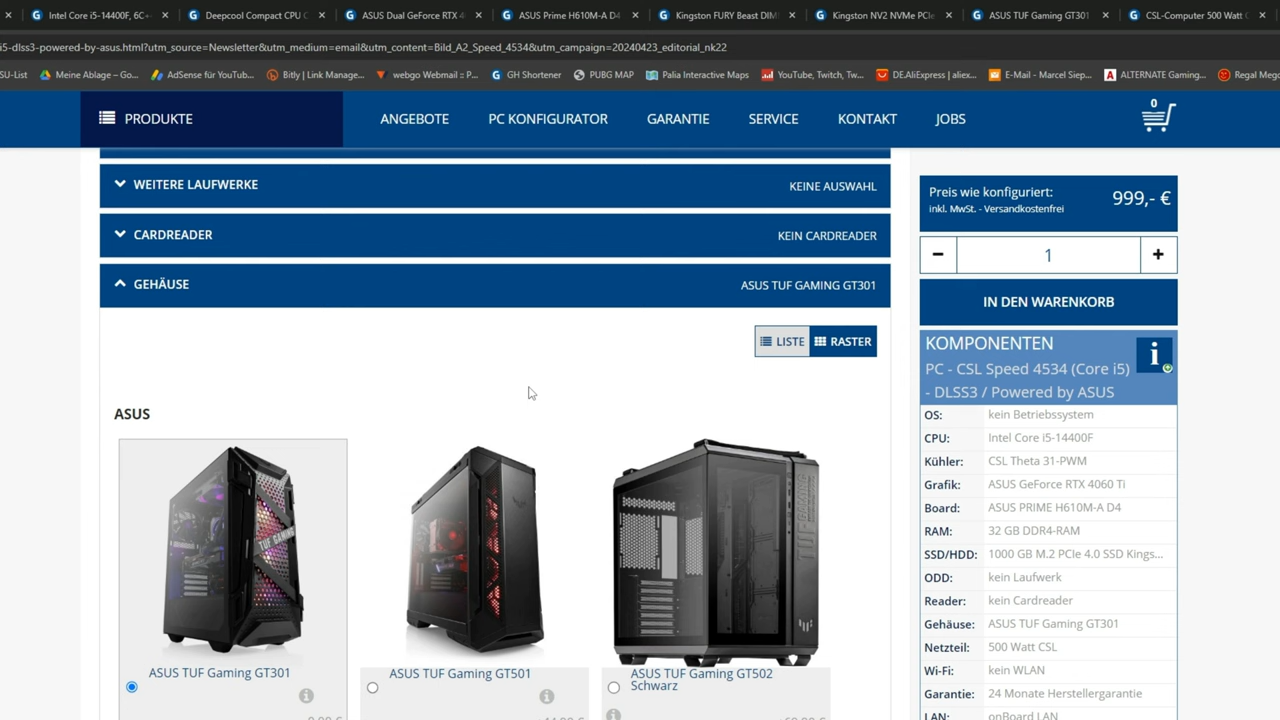 Intel Core i5-14400F, 6C+
Deepcool Compact CPU C
ASUS Dual GeForce RTX 4
ASUS Prime H610M-A D4
Kingston FURY Beast DIM
Kingston NV2 NVMe PCIe
ASUS TUF Gaming GT301
CSL-Computer 500 Watt
i5-dlss3-powered-by-asus.html?utm_source=Newsletter&utm_medium=email&utm_content=Bild_A2_Speed_4534&utm_campaign=20240423_editorial_nk22
SU-List
Meine Ablage – Go...
AdSense für YouTub...
Bitly | Link Manage...
webgo Webmail :: P...
GH Shortener
PUBG MAP
Palia Interactive Maps
YouTube, Twitch, Tw...
DE.AliExpress | aliex...
E-Mail - Marcel Siep...
ALTERNATE Gaming...
Regal Meg
PRODUKTE
ANGEBOTE
PC KONFIGURATOR
GARANTIE
SERVICE
KONTAKT
JOBS
0
WEITERE LAUFWERKE
KEINE AUSWAHL
CARDREADER
KEIN CARDREADER
GEHÄUSE
ASUS TUF GAMING GT301
LISTE
RASTER
ASUS
TUF GAMING
TUF GAMING
ASUS TUF Gaming GT301
ASUS TUF Gaming GT501
ASUS TUF Gaming GT502
Schwarz
Preis wie konfiguriert:
999,- €
inkl. MwSt. - Versandkostenfrei
1
IN DEN WARENKORB
KOMPONENTEN
PC - CSL Speed 4534 (Core i5)
- DLSS3 / Powered by ASUS
OS: kein Betriebssystem
CPU: Intel Core i5-14400F
Kühler: CSL Theta 31-PWM
Grafik: ASUS GeForce RTX 4060 Ti
Board: ASUS PRIME H610M-A D4
RAM: 32 GB DDR4-RAM
SSD/HDD: 1000 GB M.2 PCIe 4.0 SSD Kings...
ODD: kein Laufwerk
Reader: kein Cardreader
Gehäuse: ASUS TUF Gaming GT301
Netzteil: 500 Watt CSL
Wi-Fi: kein WLAN
Garantie: 24 Monate Herstellergarantie
LAN: onBoard LAN